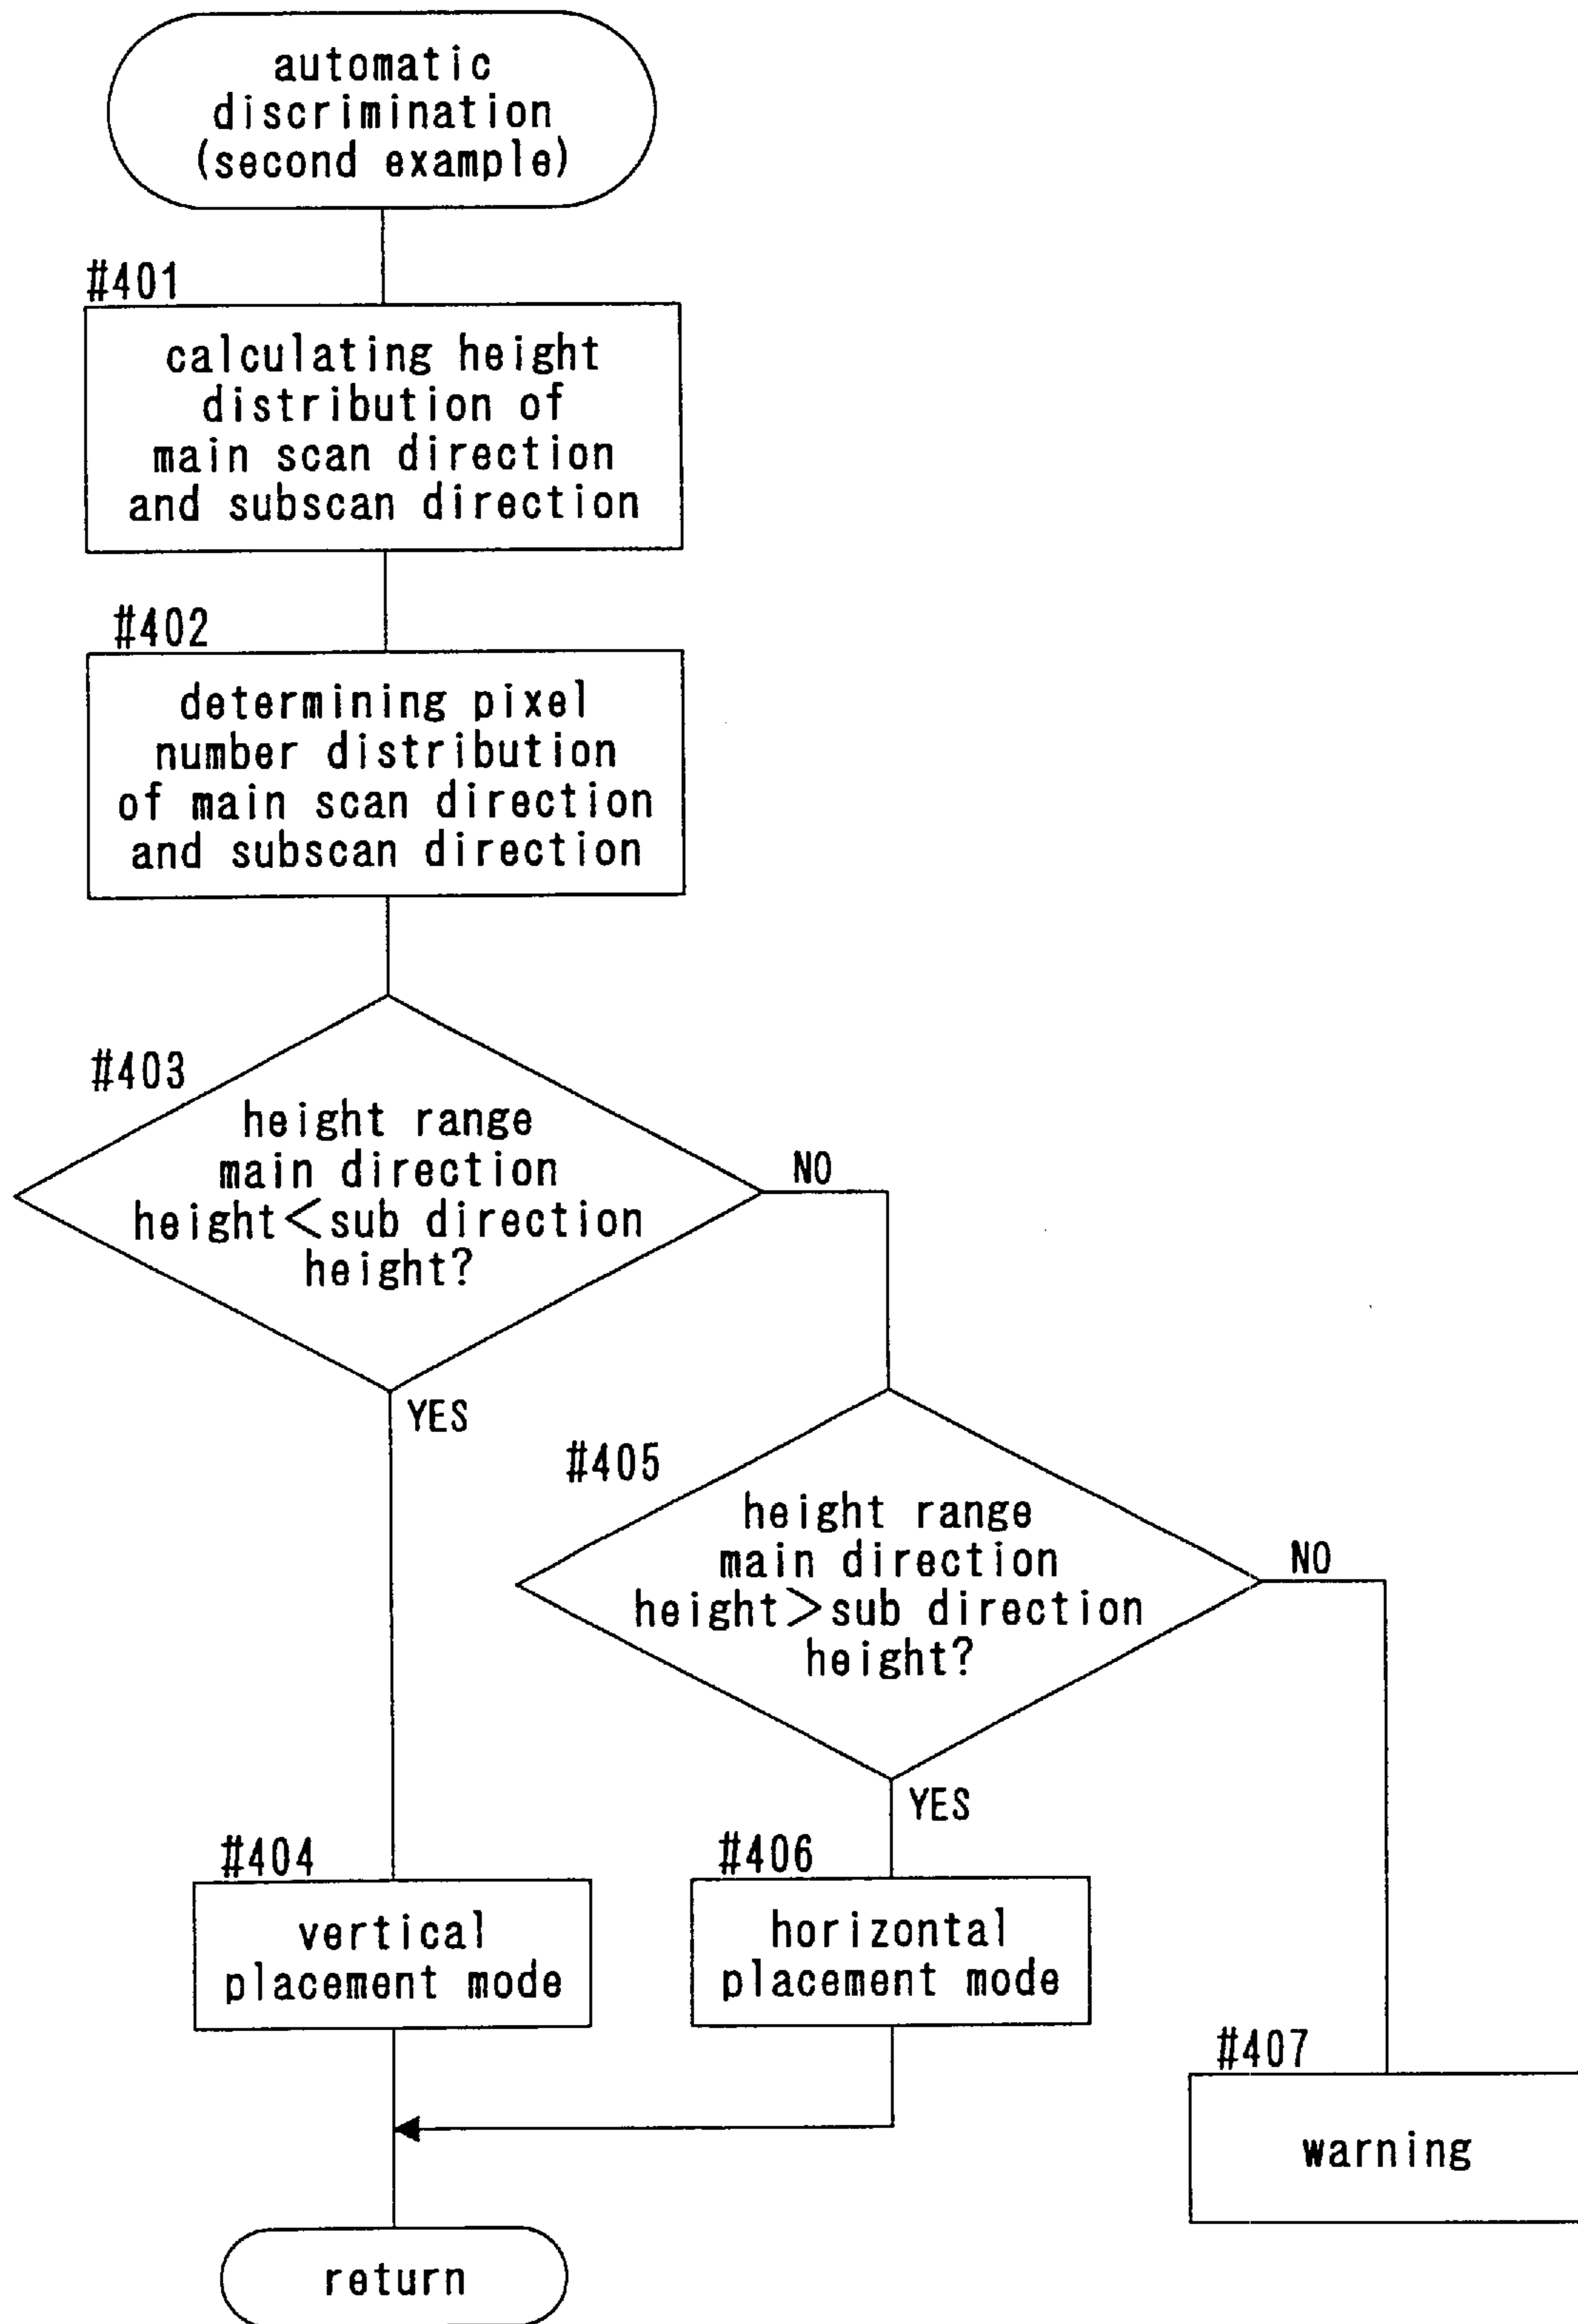 automatic
discrimination
(second example)
#401
calculating height
distribution of
main scan direction
and subscan direction
#402
determining pixel
number distribution
of main scan direction
and subscan direction
#403
height range
main direction
height<sub direction
height?
NO
YES
#405
height range
main direction
height>sub direction
height?
NO
YES
#404
vertical
placement mode
#406
horizontal
placement mode
#407
warning
return